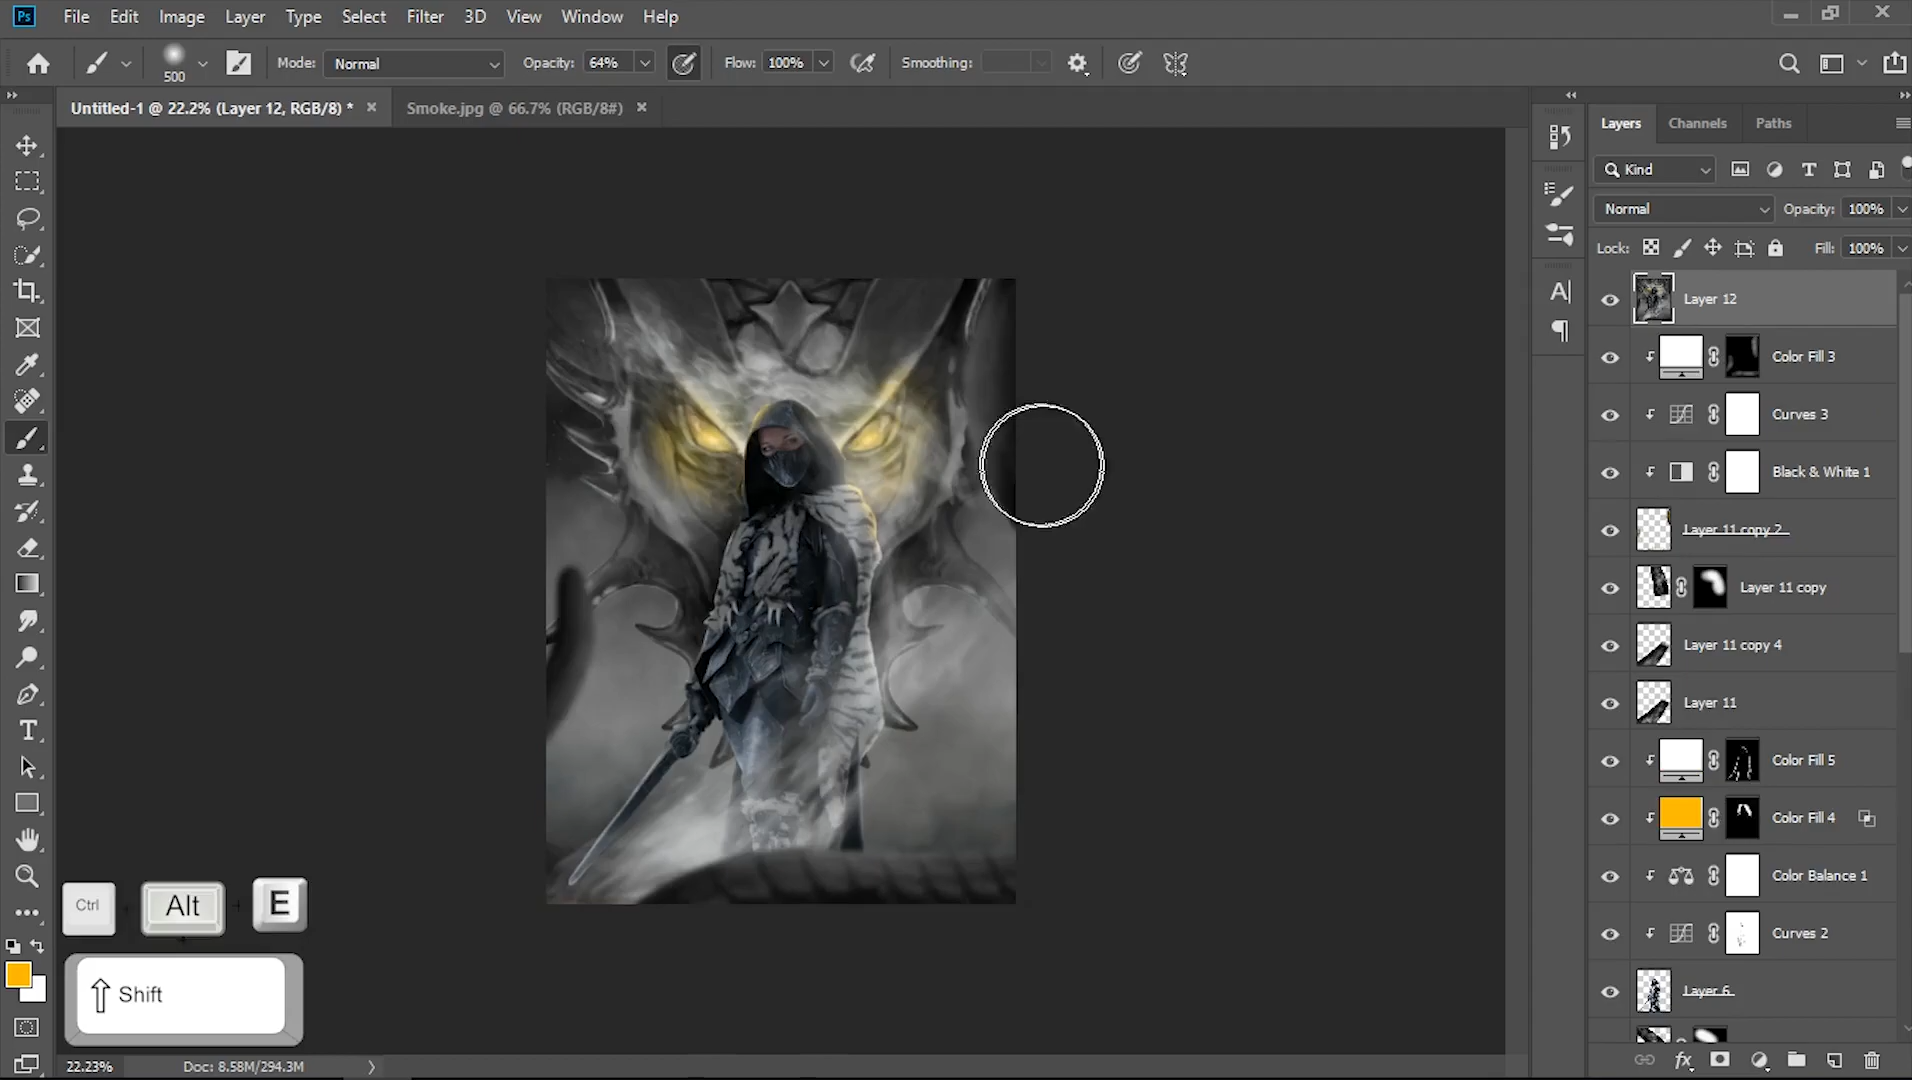 Ps File Edit Image Layer Type Select Filter 3D View Window Help
500 Mode: Normal Opacity: 64% Flow: 100% Smoothing:
Untitled-1 @ 22.2% (Layer 12, RGB/8) * × Smoke.jpg @ 66.7% (RGB/8#) ×
Layers Channels Paths
Kind
Normal Opacity: 100%
Lock: Fill: 100%
Layer 12
Color Fill 3
Curves 3
Black & White 1
Layer 11 copy 2
Layer 11 copy
Layer 11 copy 4
Layer 11
Color Fill 5
Color Fill 4
Color Balance 1
Curves 2
Layer 6
Ctrl + Alt + E
Shift
22.23% Doc: 8.58M/294.3M